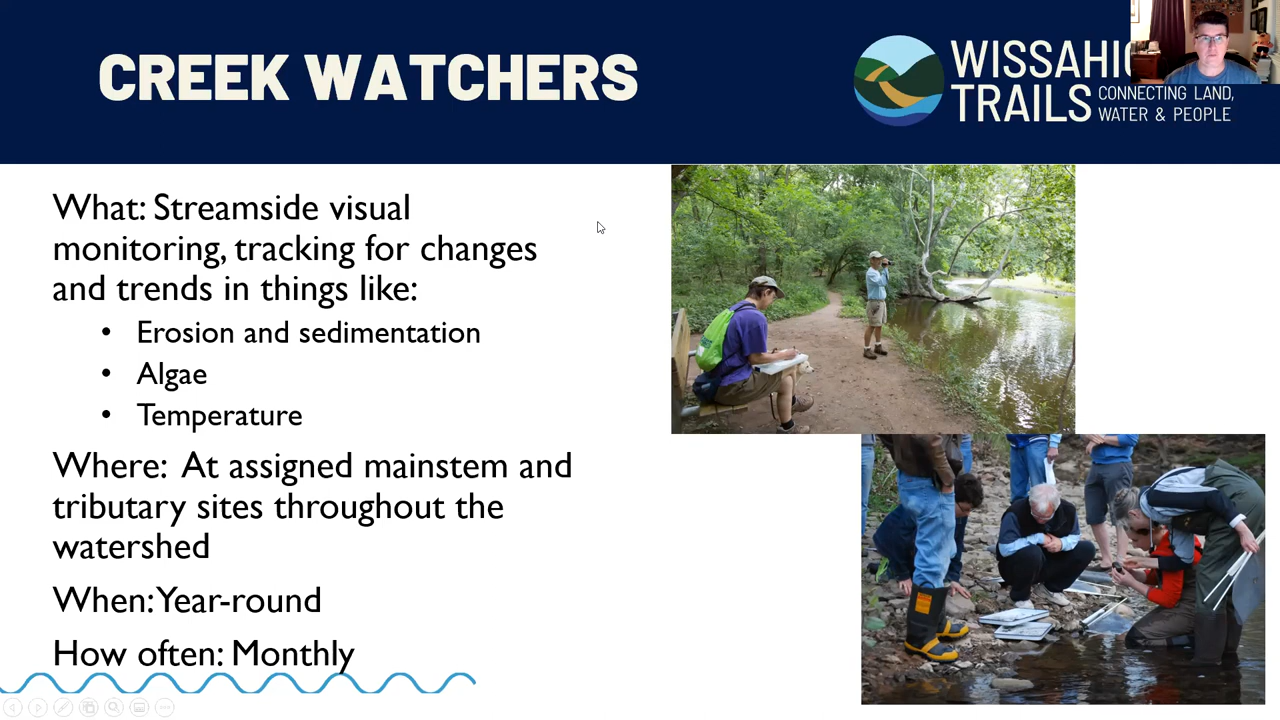 CREEK WATCHERS
WISSAHIC
TRAILS
CONNECTING LAND,
WATER & PEOPLE
What: Streamside visual
monitoring, tracking for changes
and trends in things like:
• Erosion and sedimentation
• Algae
• Temperature
Where: At assigned mainstem and
tributary sites throughout the
watershed
When: Year-round
How often: Monthly